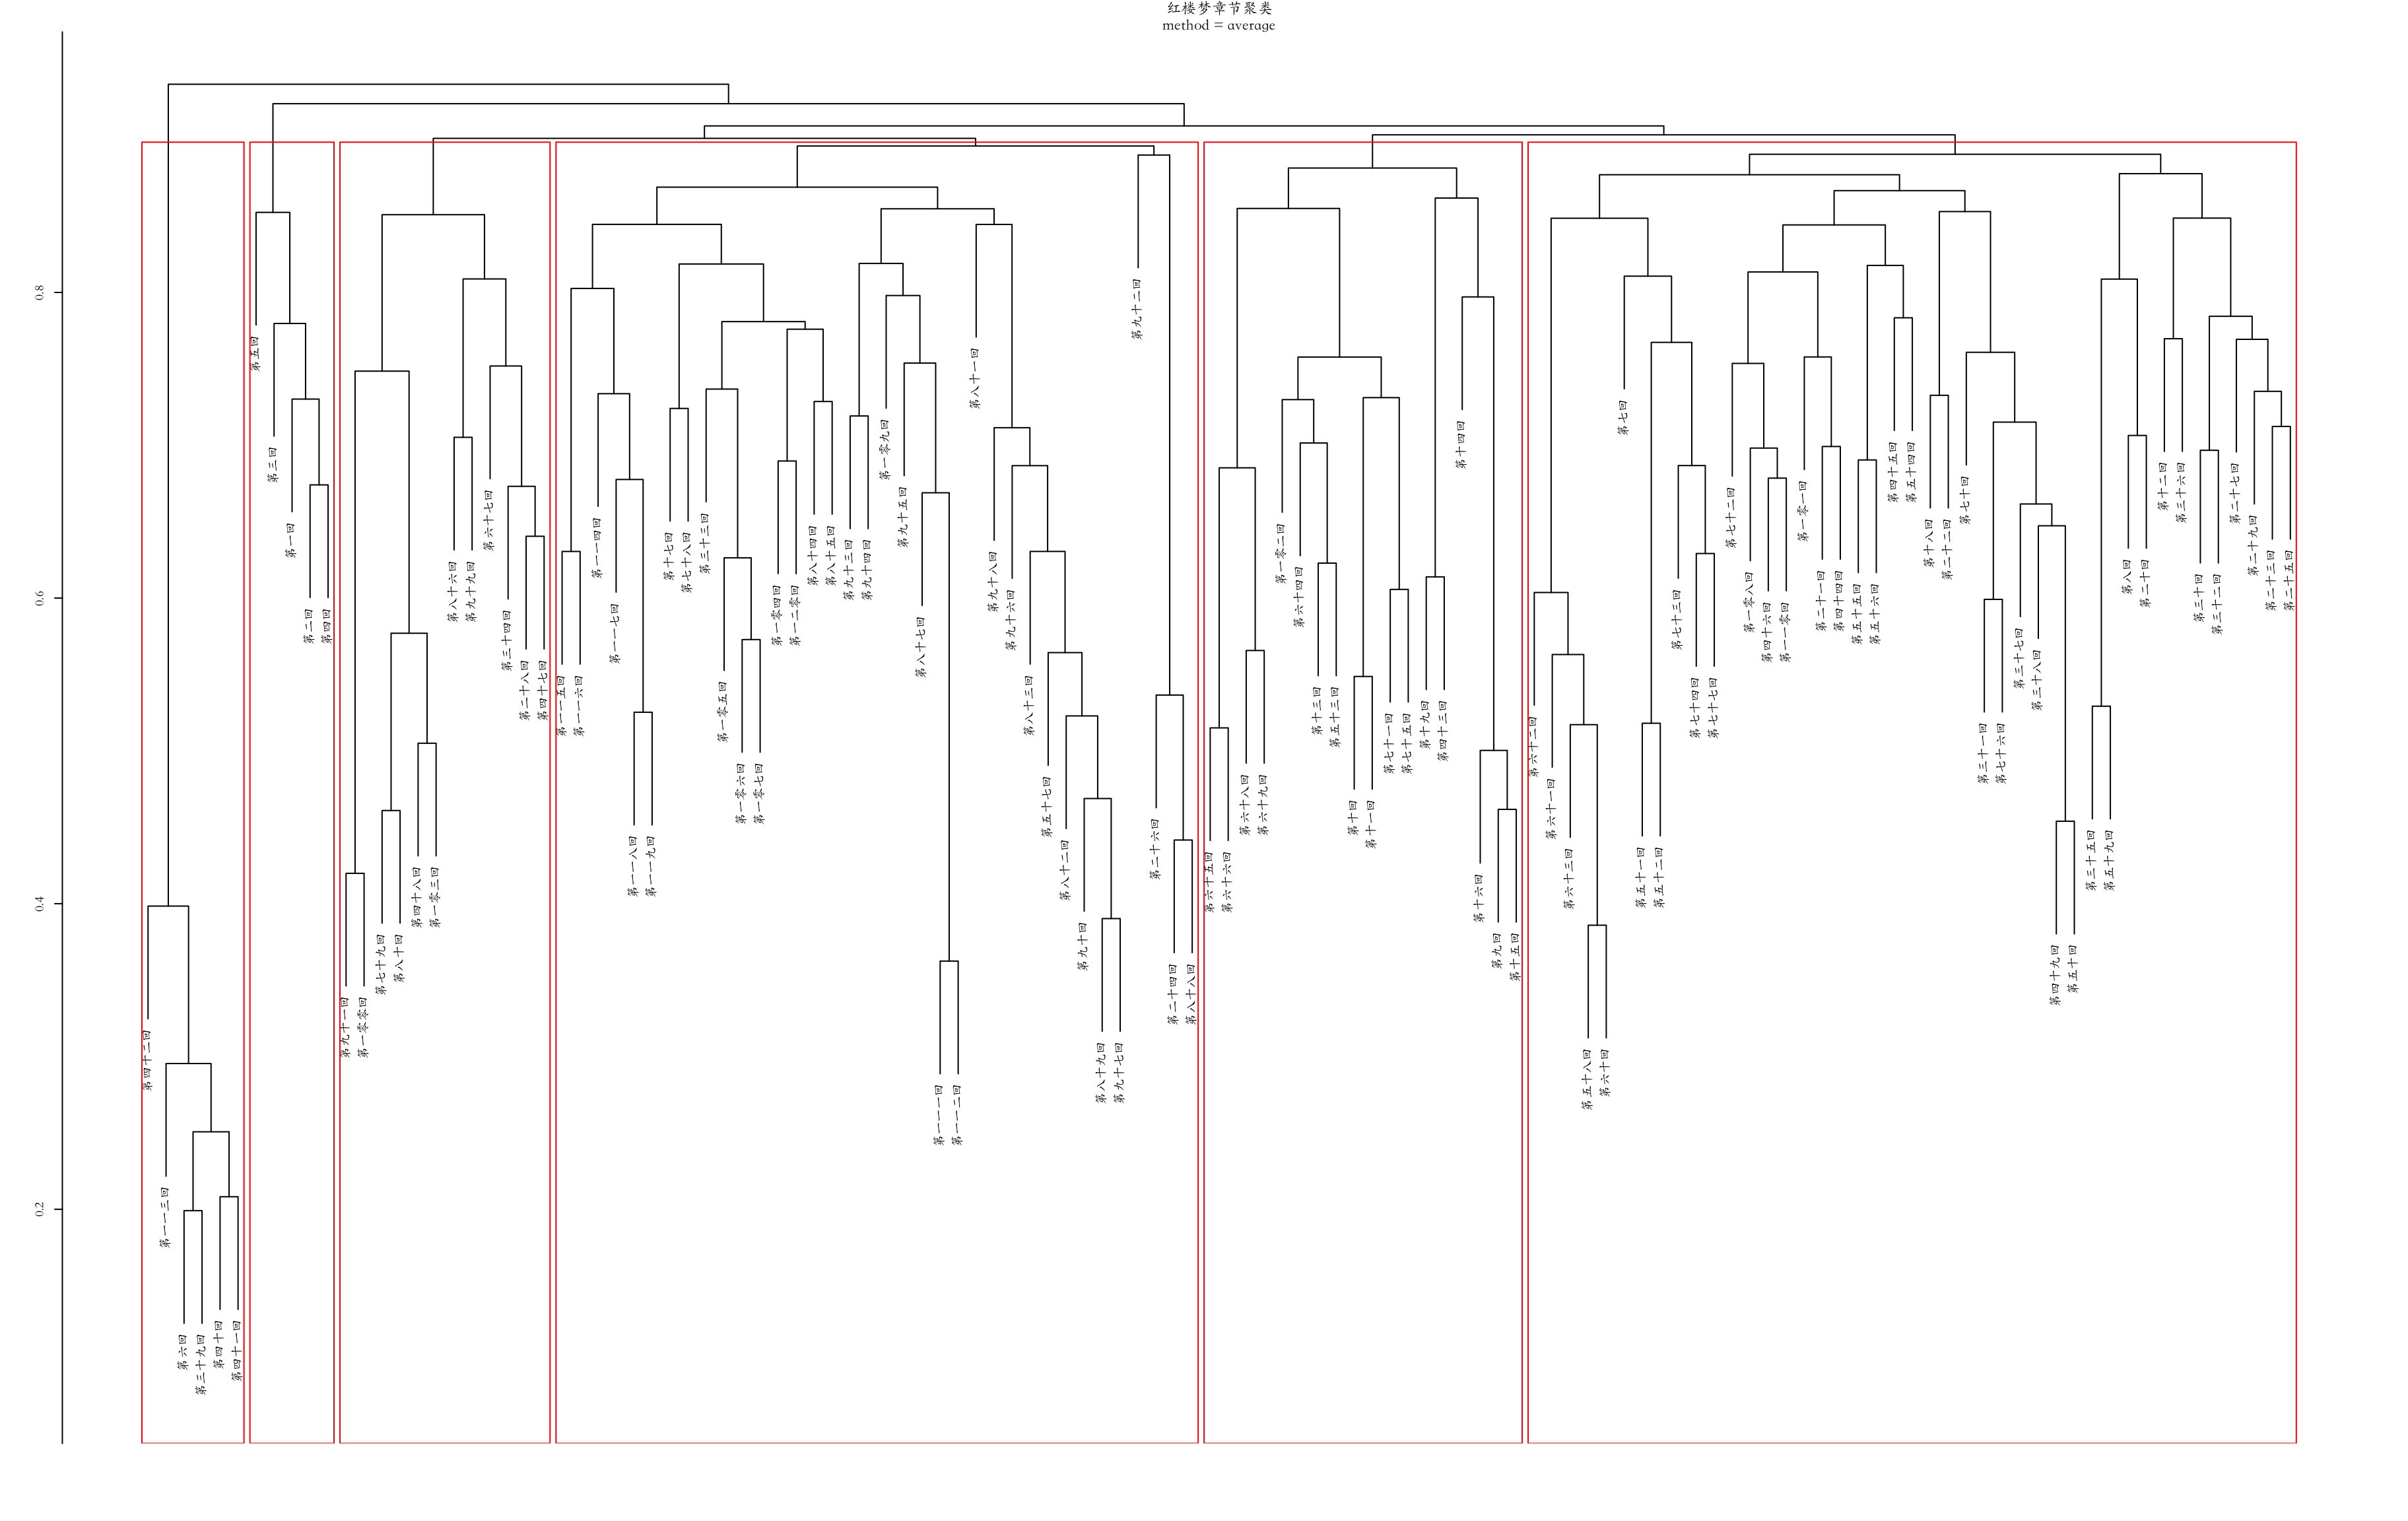 红楼梦章节聚类
method = average
0.8
0.6
0.4
0.2
第四十二回
第一一三回
第六回
第三十九回
第四十回
第四十一回
第五回
第三回
第一回
第二回
第四回
第九十一回
第一零零回
第七十九回
第八十回
第四十八回
第一零三回
第八十六回
第九十九回
第六十七回
第三十四回
第二十八回
第四十七回
第一一五回
第一一六回
第一一四回
第一一七回
第一一八回
第一一九回
第十七回
第七十八回
第三十三回
第一零五回
第一零六回
第一零七回
第一零四回
第一二零回
第八十四回
第八十五回
第九十三回
第九十四回
第一零九回
第九十五回
第八十七回
第一一一回
第一一二回
第八十一回
第九十八回
第九十六回
第八十三回
第五十七回
第八十二回
第九十回
第八十九回
第九十七回
第九十二回
第二十六回
第二十四回
第八十八回
第六十五回
第六十六回
第六十八回
第六十九回
第一零二回
第六十四回
第十三回
第五十三回
第十回
第十一回
第七十一回
第七十五回
第十九回
第四十三回
第十四回
第十六回
第九回
第十五回
第六十二回
第六十一回
第六十三回
第五十八回
第六十回
第七回
第五十一回
第五十二回
第七十三回
第七十四回
第七十七回
第七十二回
第一零八回
第四十六回
第一一零回
第一零一回
第二十一回
第四十四回
第五十五回
第五十六回
第四十五回
第五十四回
第十八回
第二十二回
第七十回
第三十一回
第七十六回
第三十七回
第三十八回
第四十九回
第五十回
第三十五回
第五十九回
第八回
第二十回
第十二回
第三十六回
第三十回
第三十二回
第二十七回
第二十九回
第二十三回
第二十五回